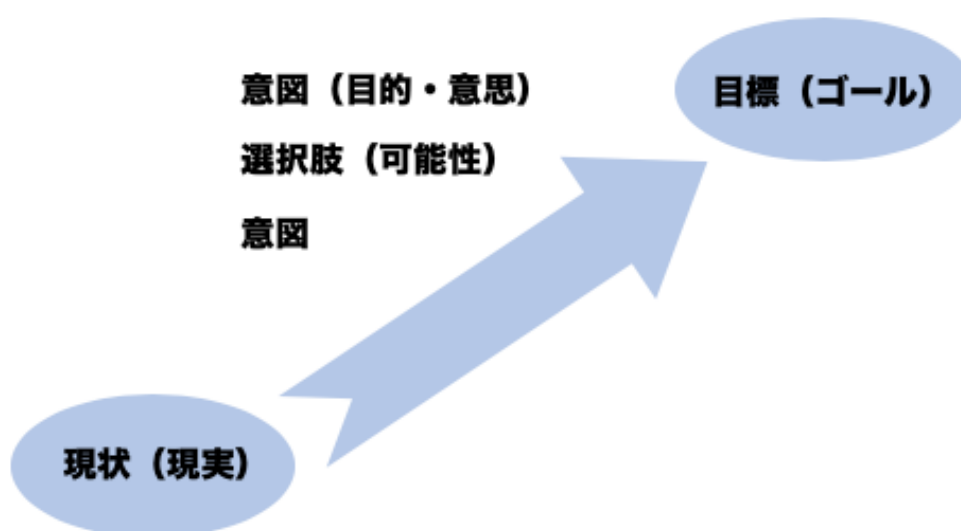 意図（目的・意思）
目標（ゴール）
選択肢（可能性）
意図
現状（現実）